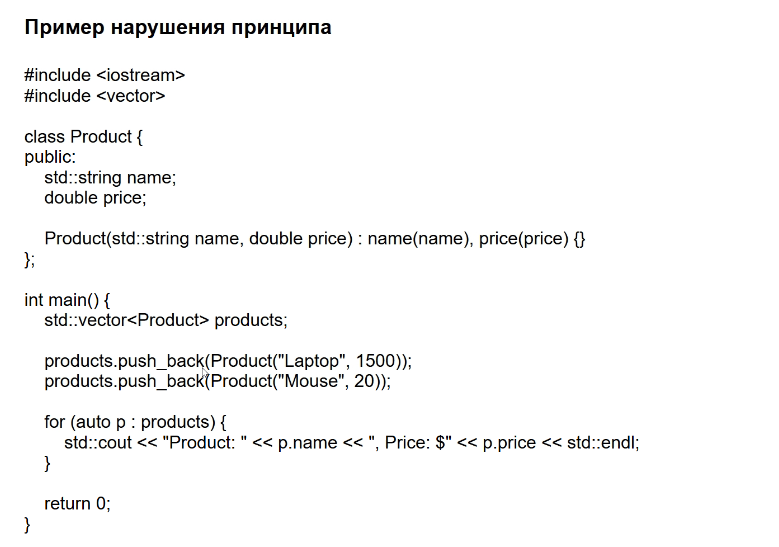 Пример нарушения принципа
#include <iostream>
#include <vector>
class Product {
public:
std::string name;
double price;
Product(std::string name, double price) : name(name), price(price) {}
};
int main() {
std::vector<Product> products;
products.push_back(Product("Laptop", 1500));
products.push_back(Product("Mouse", 20));
for (auto p : products) {
std::cout << "Product: " << p.name << ", Price: $" << p.price << std::endl;
}
return 0;
}